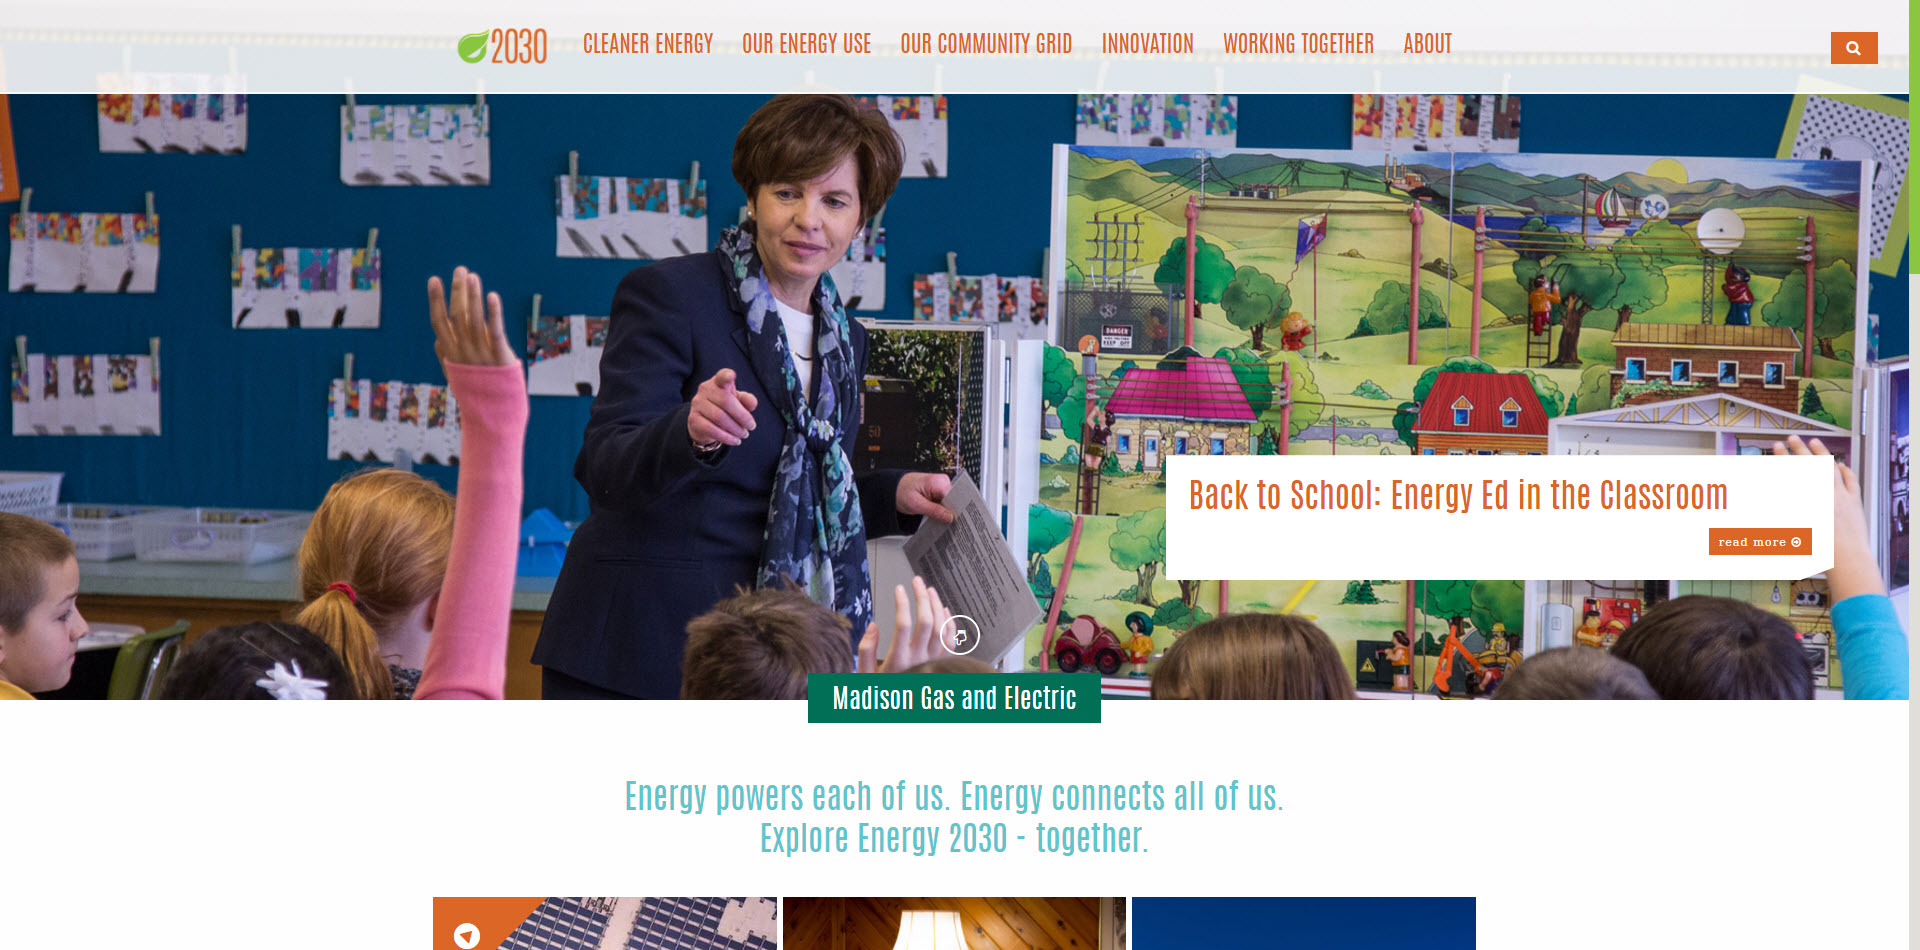 2030 CLEANER ENERGY OUR ENERGY USE OUR COMMUNITY GRID INNOVATION WORKING TOGETHER ABOUT
DANGER
KEEP OFF
50
Back to School: Energy Ed in the Classroom
read more
Madison Gas and Electric
Energy powers each of us. Energy connects all of us.
Explore Energy 2030 - together.